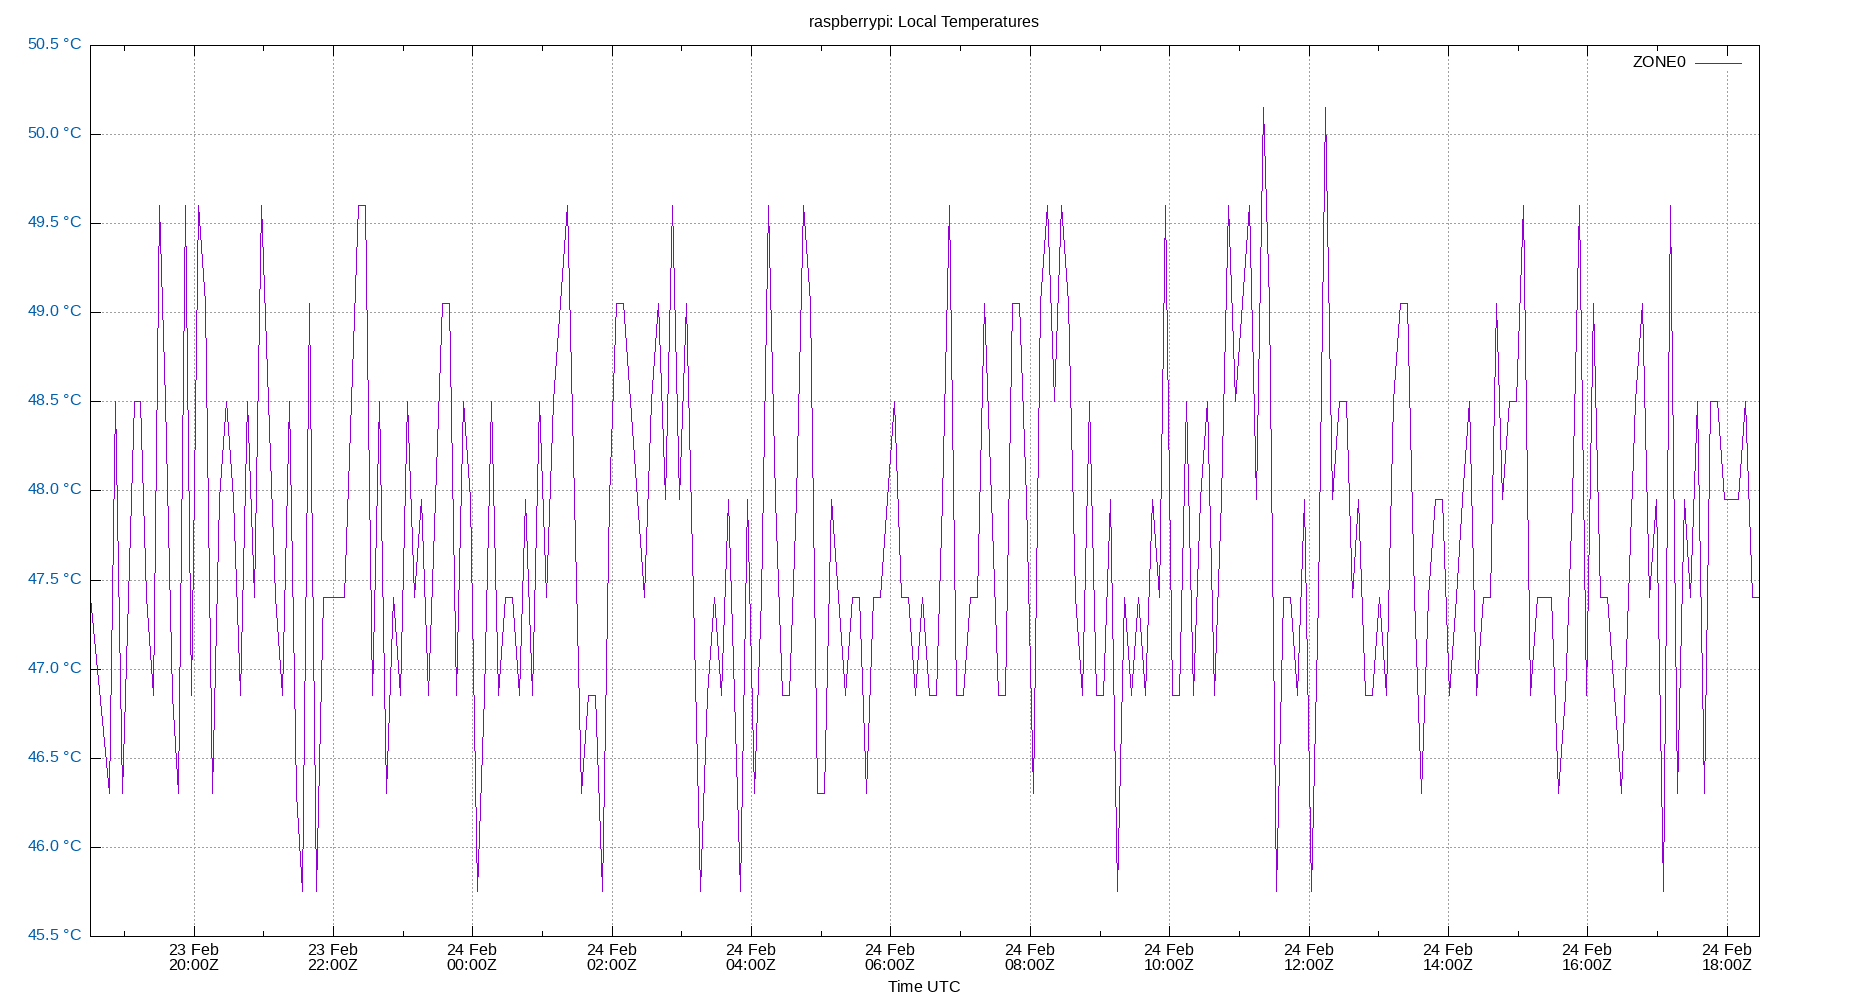 raspberrypi: Local Temperatures
50.5 °C
ZONE0
50.0 °C
49.5 °C
49.0 °C
48.5 °C
48.0 °C
47.5 °C
47.0 °C
46.5 °C
46.0 °C
45.5 °C
23 Feb 23 Feb 24 Feb 24 Feb 24 Feb 24 Feb 24 Feb 24 Feb 24 Feb 24 Feb 24 Feb 24 Feb
20:00Z 22:00Z 00:00Z 02:00Z 04:00Z 06:00Z 08:00Z 10:00Z 12:00Z 14:00Z 16:00Z 18:00Z
Time UTC